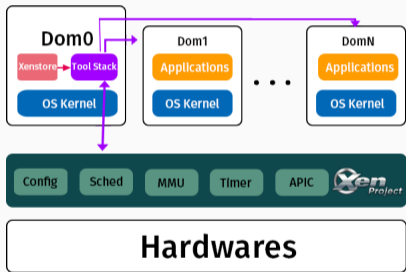 Dom0
Xenstore
Tool Stack
OS Kernel
Dom1
Applications
OS Kernel
...
DomN
Applications
OS Kernel
Config
Sched
MMU
Timer
APIC
Xen
Project
Hardwares